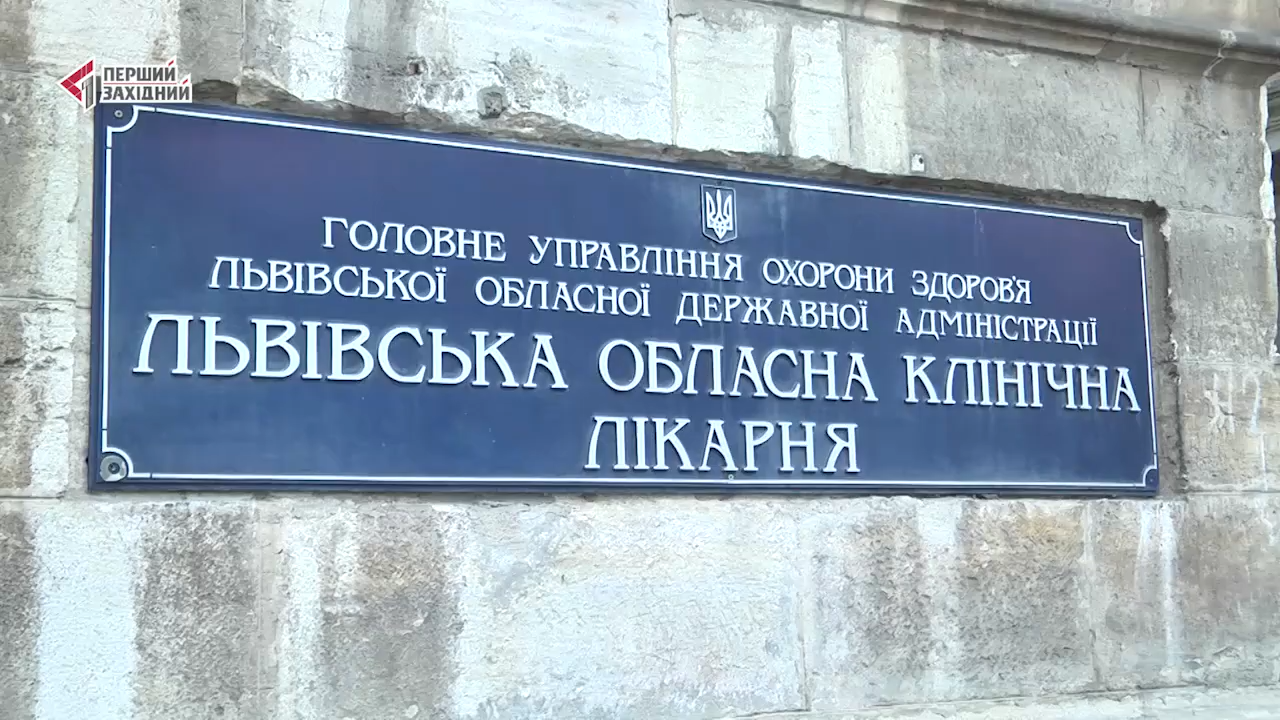 ПЕРШИЙ
ЗАХІДНИЙ
ГОЛОВНЕ УПРАВЛІННЯ ОХОРОНИ ЗДОРОВ'Я
ЛЬВІВСЬКОЇ ОБЛАСНОЇ ДЕРЖАВНОЇ АДМІНІСТРАЦІЇ
ЛЬВІВСЬКА ОБЛАСНА КЛІНІЧНА
ЛІКАРНЯ